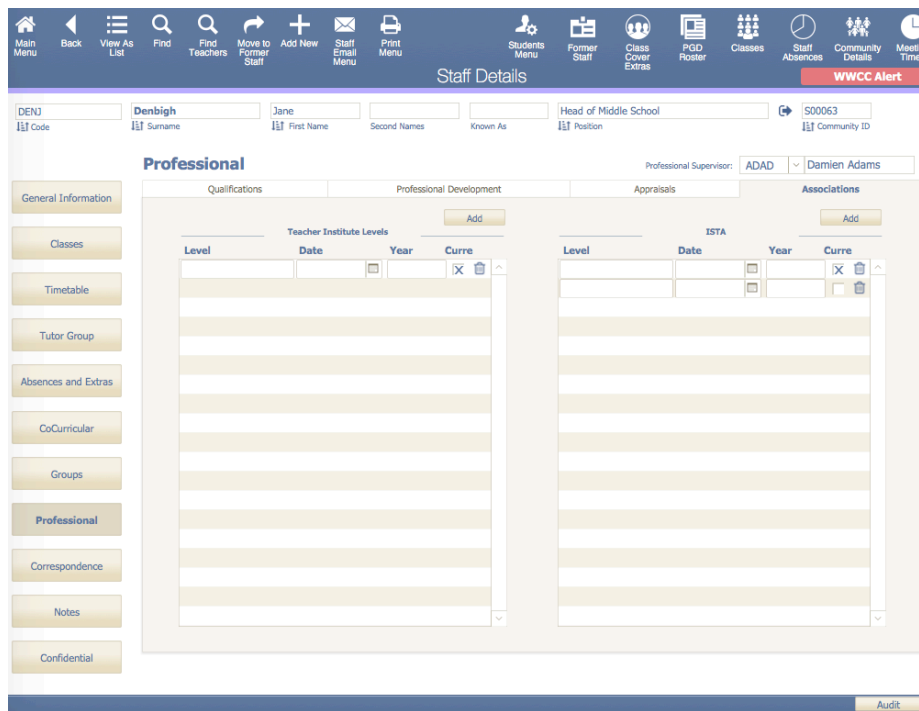 Main Menu
Back
View As List
Find
Find Teachers
Move to Former Staff
Add New
Staff Email Menu
Print Menu
Students Menu
Former Staff
Class Cover Extras
PGD Roster
Classes
Staff Absences
Community Details
Meeti Time
Staff Details
WWCC Alert
DENJ
Denbigh
Jane
Head of Middle School
S00063
Code
Surname
First Name
Second Names
Known As
Position
Community ID
Professional
Professional Supervisor: ADAD Damien Adams
Qualifications
Professional Development
Appraisals
Associations
General Information
Classes
Timetable
Tutor Group
Absences and Extras
CoCurricular
Groups
Professional
Correspondence
Notes
Confidential
Add
Teacher Institute Levels
Level Date Year Curre
Add
ISTA
Level Date Year Curre
Audit